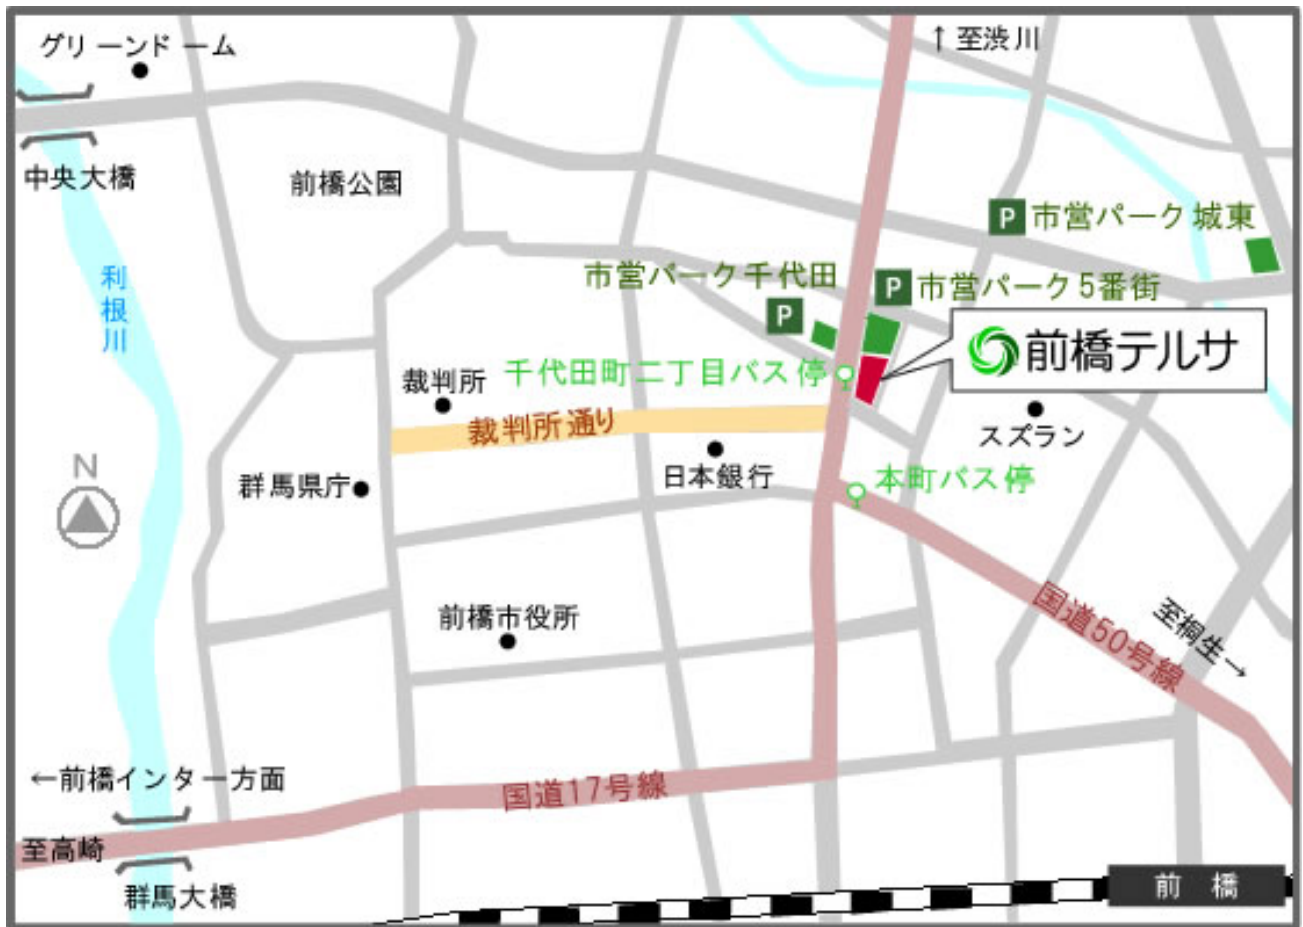 グリーンドーム
↑至渋川
中央大橋
前橋公園
P 市営パーク城東
利根川
市営パーク千代田
P
P 市営パーク5番街
前橋テルサ
千代田町二丁目バス停
裁判所
裁判所通り
スズラン
日本銀行
N
群馬県庁
本町バス停
前橋市役所
国道50号線
至桐生→
←前橋インター方面
国道17号線
至高崎
群馬大橋
前橋